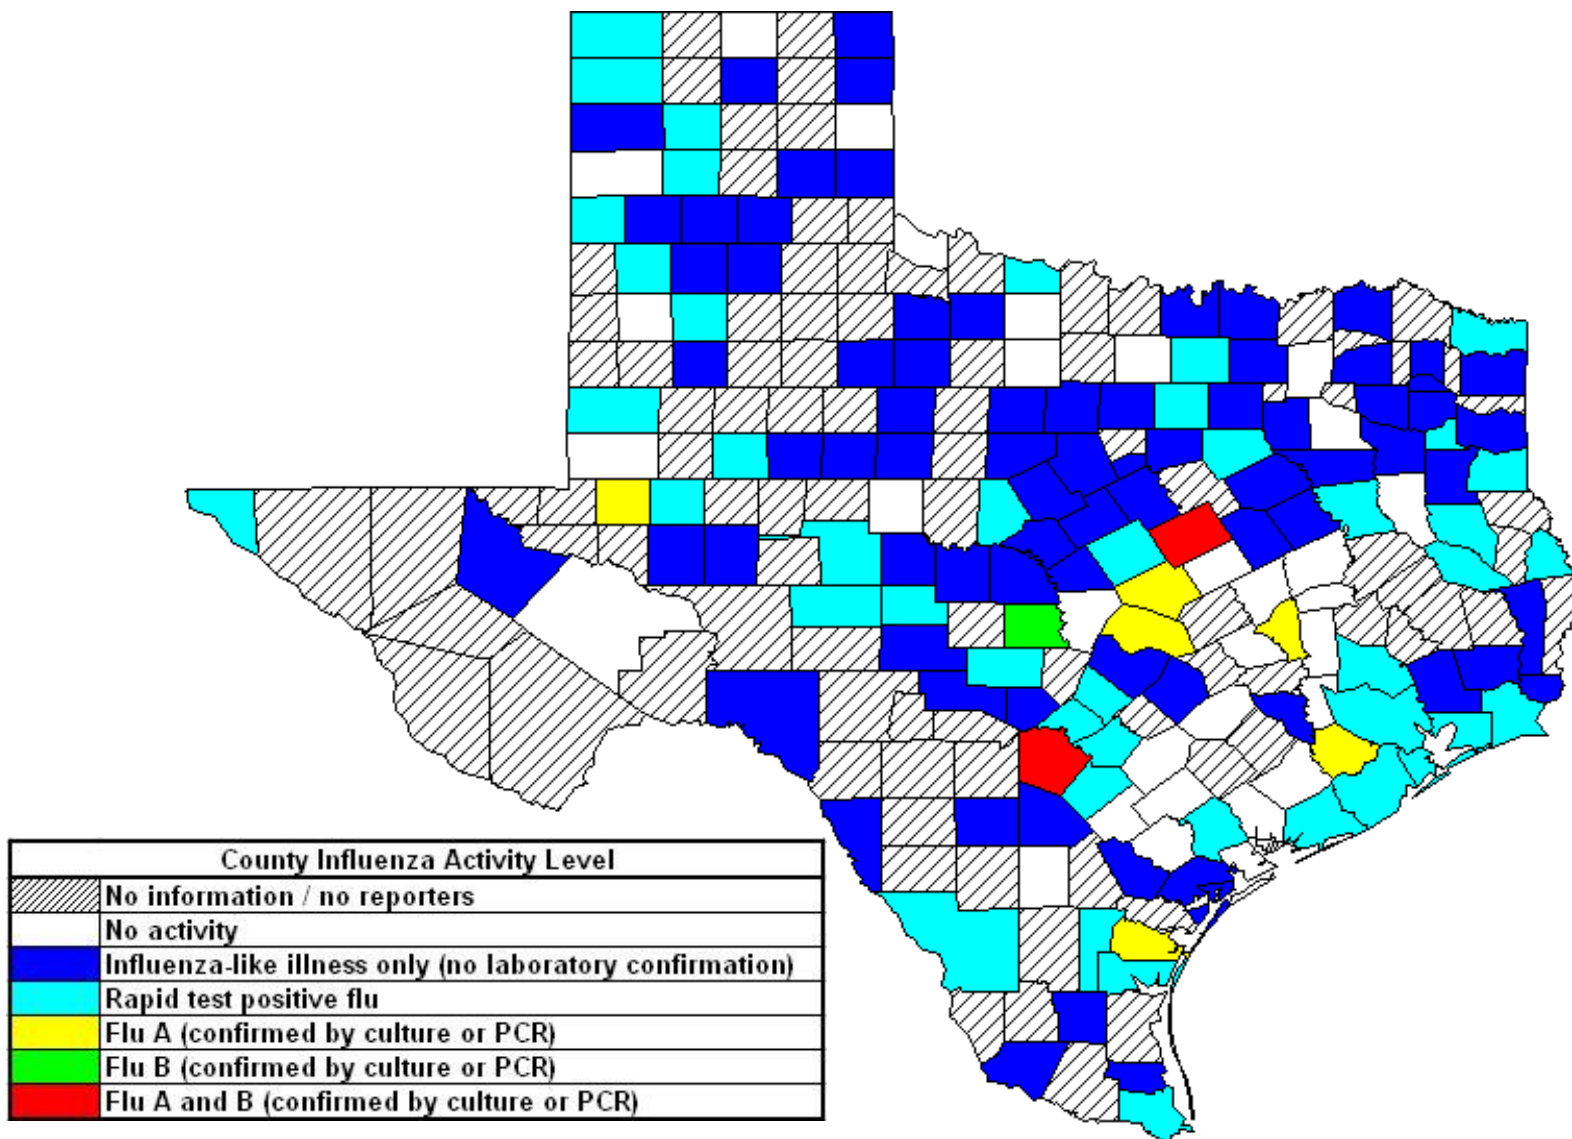 County Influenza Activity Level
No information / no reporters
No activity
Influenza-like illness only (no laboratory confirmation)
Rapid test positive flu
Flu A (confirmed by culture or PCR)
Flu B (confirmed by culture or PCR)
Flu A and B (confirmed by culture or PCR)